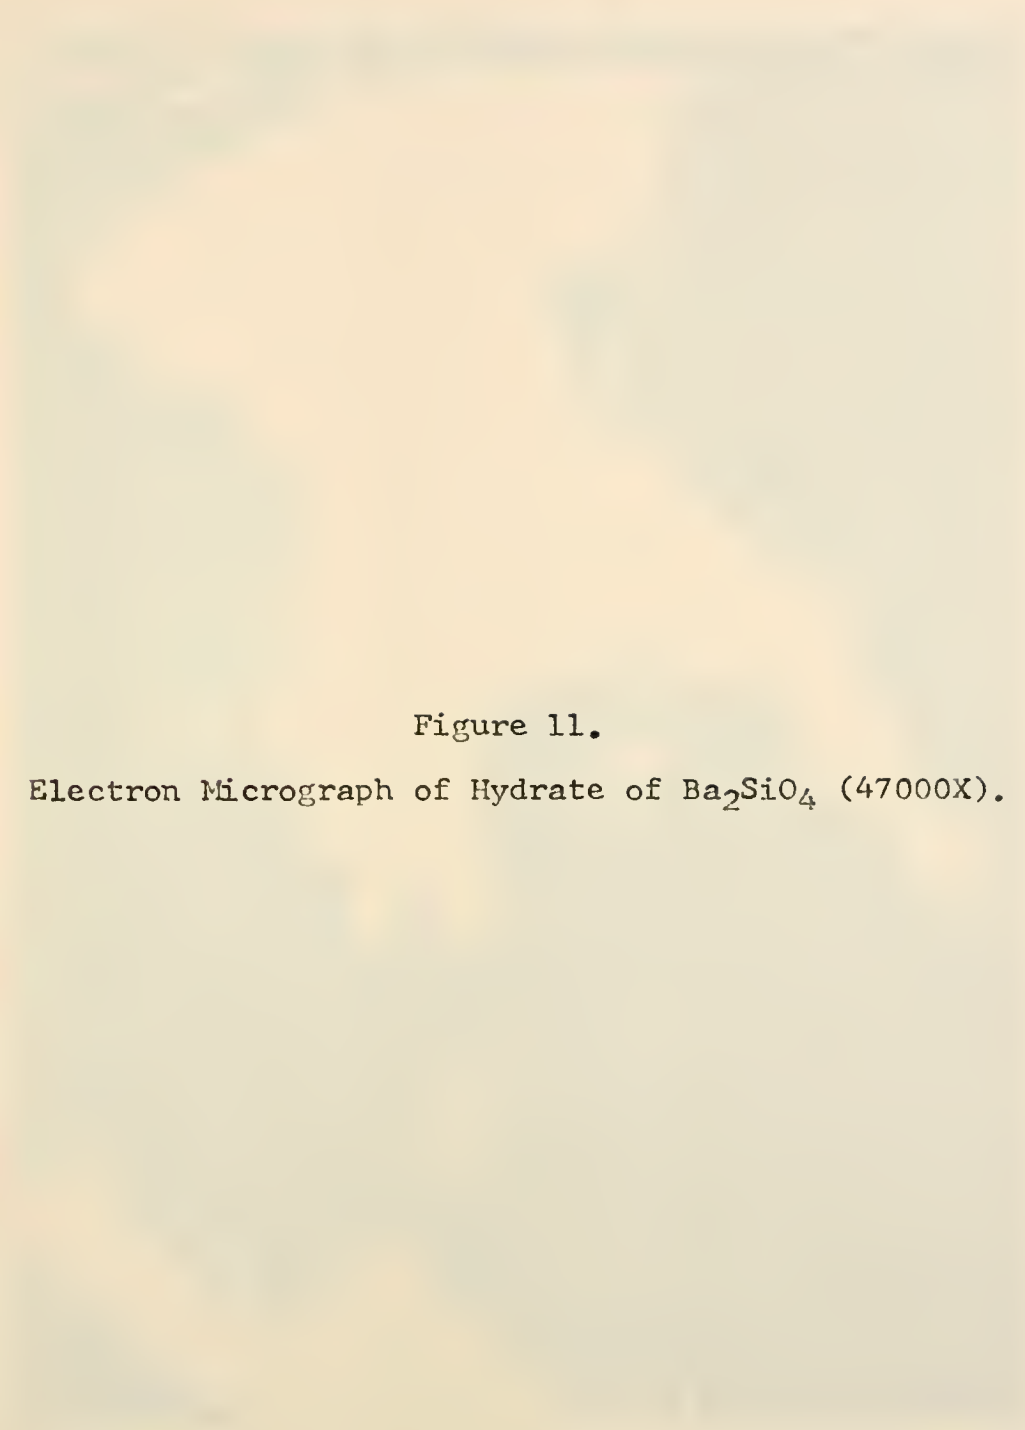 Figure 11.
Electron Micrograph of Hydrate of Ba₂SiO₄ (47000X).